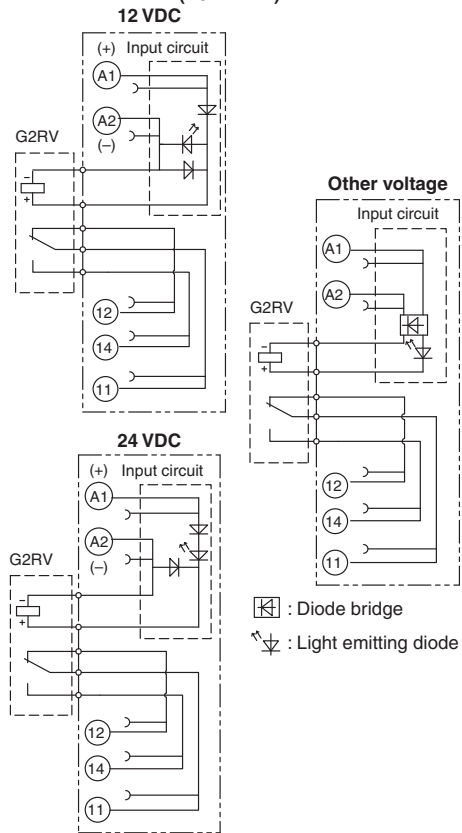 12 VDC
(+) Input circuit
A1
A2
(–)
G2RV
–
+
12
14
11
Other voltage
Input circuit
A1
A2
G2RV
–
+
12
14
11
24 VDC
(+) Input circuit
A1
A2
(–)
G2RV
–
+
12
14
11
: Diode bridge
: Light emitting diode